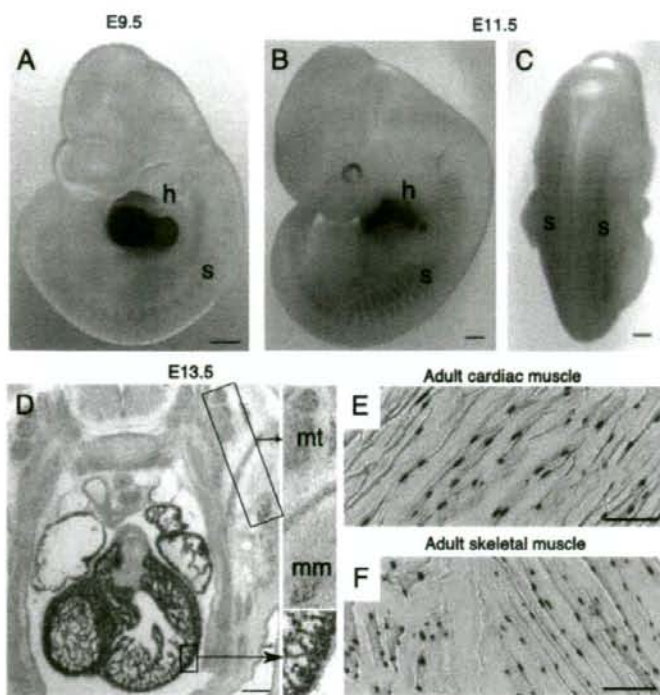 E9.5
E11.5
A
h
s
B
h
s
C
s
s
E13.5
D
mt
mm
Adult cardiac muscle
E
Adult skeletal muscle
F